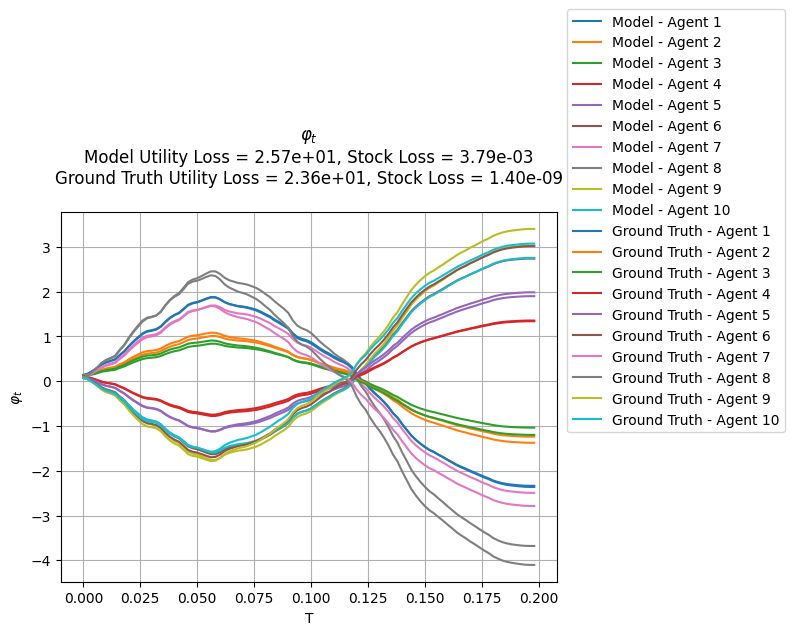 φt
Model Utility Loss = 2.57e+01, Stock Loss = 3.79e-03
Ground Truth Utility Loss = 2.36e+01, Stock Loss = 1.40e-09
Model - Agent 1
Model - Agent 2
Model - Agent 3
Model - Agent 4
Model - Agent 5
Model - Agent 6
Model - Agent 7
Model - Agent 8
Model - Agent 9
Model - Agent 10
Ground Truth - Agent 1
Ground Truth - Agent 2
Ground Truth - Agent 3
Ground Truth - Agent 4
Ground Truth - Agent 5
Ground Truth - Agent 6
Ground Truth - Agent 7
Ground Truth - Agent 8
Ground Truth - Agent 9
Ground Truth - Agent 10
φt
3
2
1
0
−1
−2
−3
−4
0.000 0.025 0.050 0.075 0.100 0.125 0.150 0.175 0.200
T